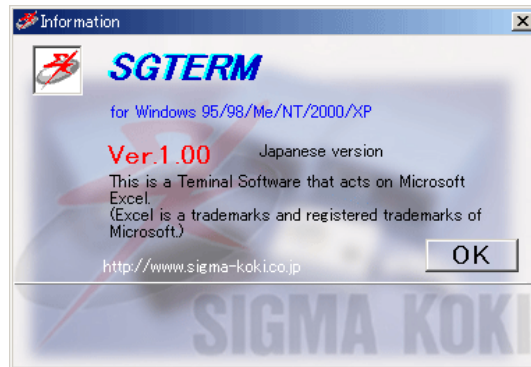 Information
SGTERM
for Windows 95/98/Me/NT/2000/XP
Ver.1.00 Japanese version
This is a Teminal Software that acts on Microsoft
Excel.
(Excel is a trademarks and registered trademarks of
Microsoft.)
OK
http://www.sigma-koki.co.jp
SIGMA KOKI